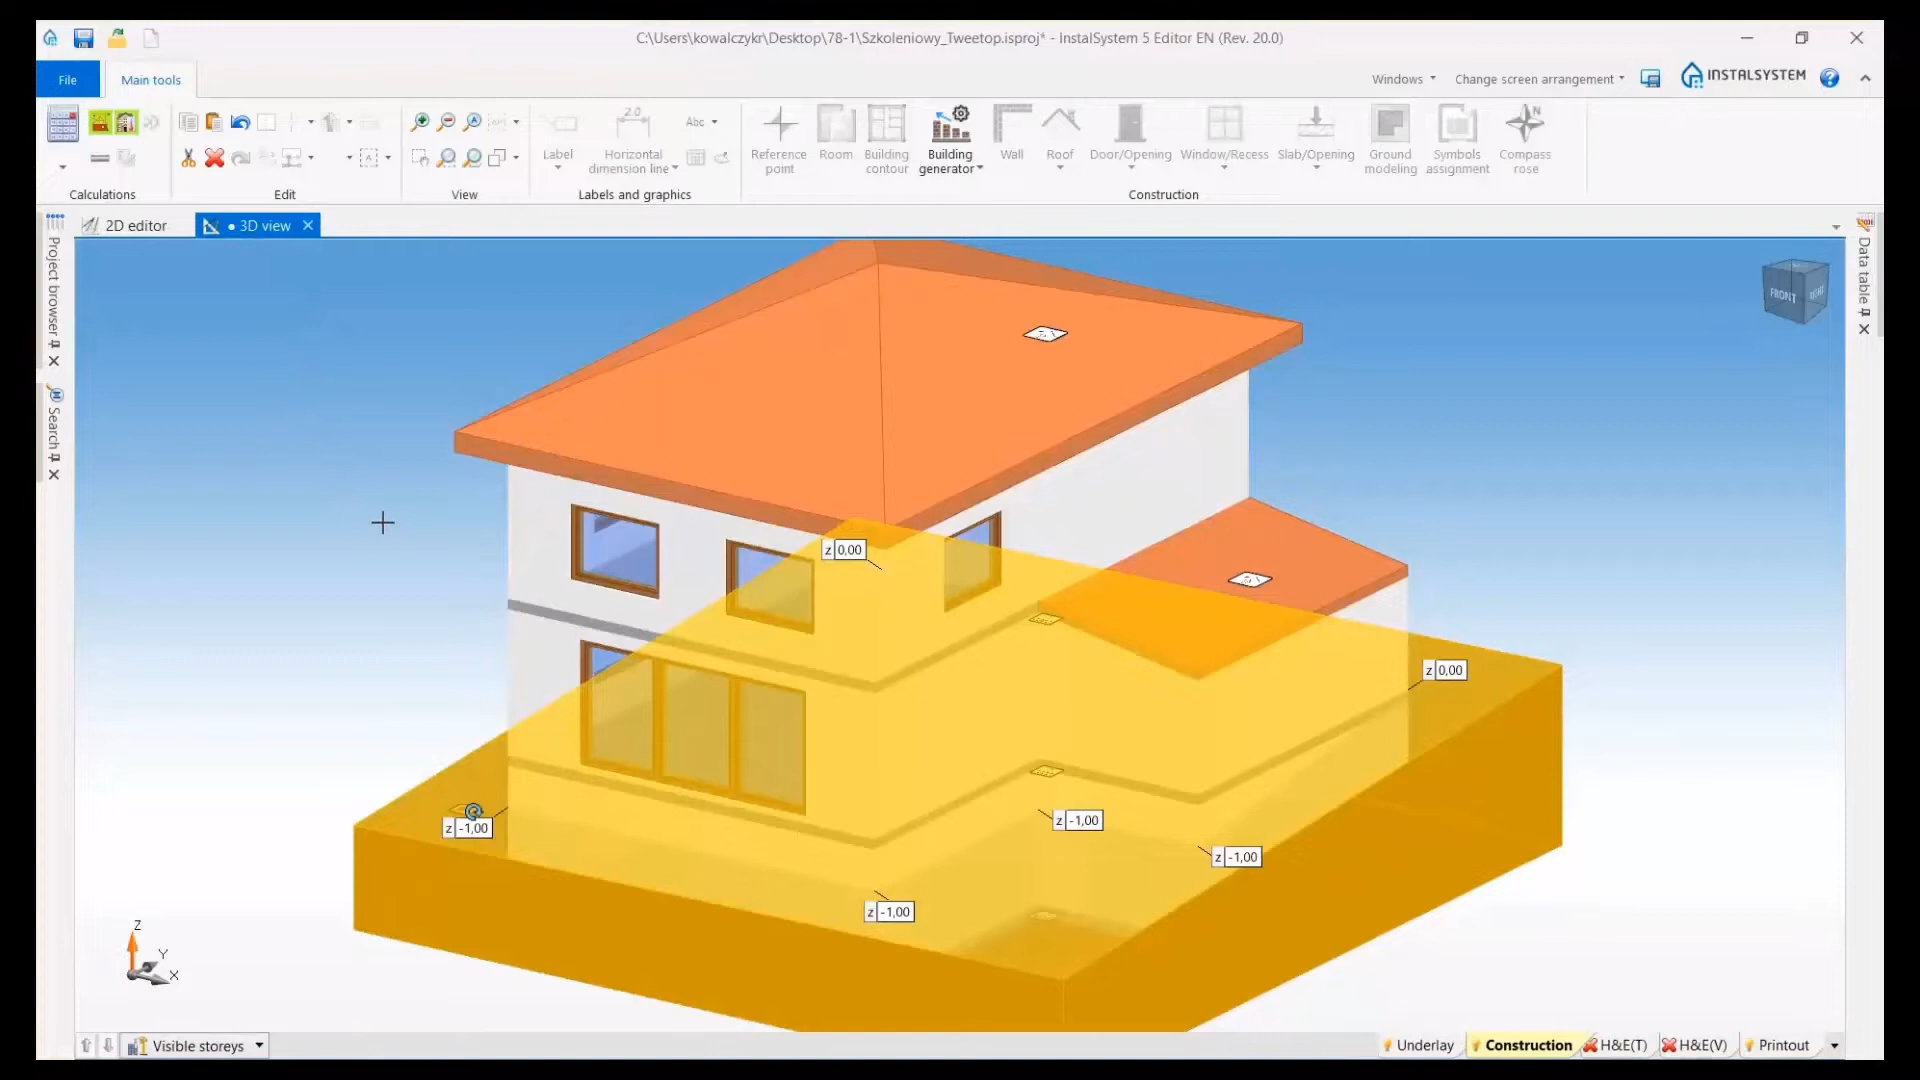 C:\Users\kowalczykr\Desktop\78-1\Szkoleniowy_Tweetop.isproj* - InstalSystem 5 Editor EN (Rev. 20.0)
File
Main tools
Windows
Change screen arrangement
INSTALSYSTEM
2.0
Abc
N
Label
Horizontal dimension line
Reference point
Room
Building contour
Building generator
Wall
Roof
Door/Opening
Window/Recess
Slab/Opening
Ground modeling
Symbols assignment
Compass rose
Calculations
Edit
View
Labels and graphics
Construction
2D editor
3D view
Project browser
Search
Data table
FRONT
z 0,00
z 0,00
z -1,00
z -1,00
z -1,00
z -1,00
Z
Y
X
Visible storeys
Underlay
Construction
H&E(T)
H&E(V)
Printout